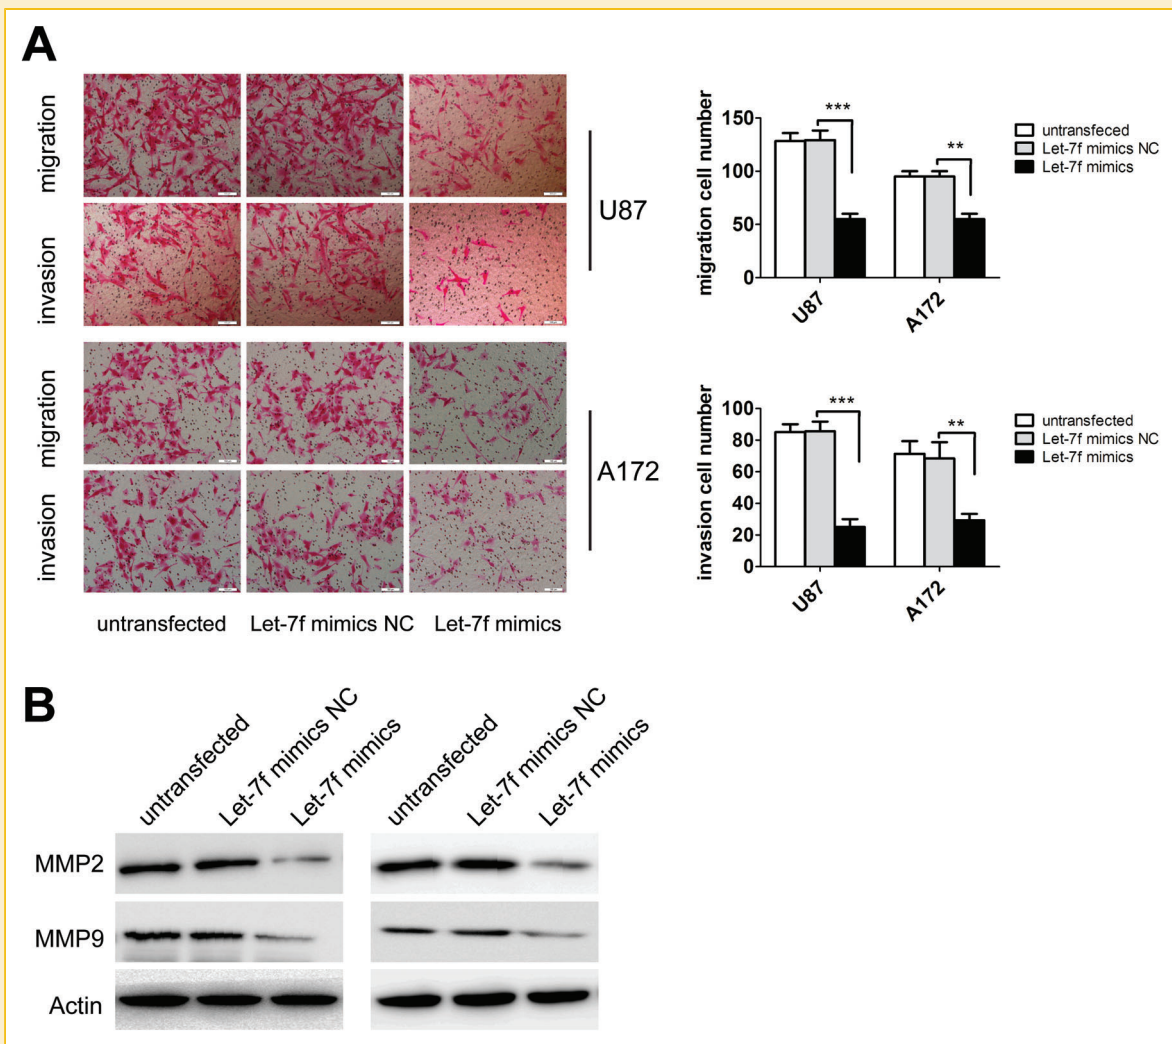 A
migration
invasion
U87
migration
invasion
A172
untransfected
Let-7f mimics NC
Let-7f mimics
migration cell number
150
100
50
0
***
**
U87
A172
untransfeced
Let-7f mimics NC
Let-7f mimics
invasion cell number
100
80
60
40
20
0
***
**
U87
A172
untransfected
Let-7f mimics NC
Let-7f mimics
B
untransfected
Let-7f mimics NC
Let-7f mimics
untransfected
Let-7f mimics NC
Let-7f mimics
MMP2
MMP9
Actin